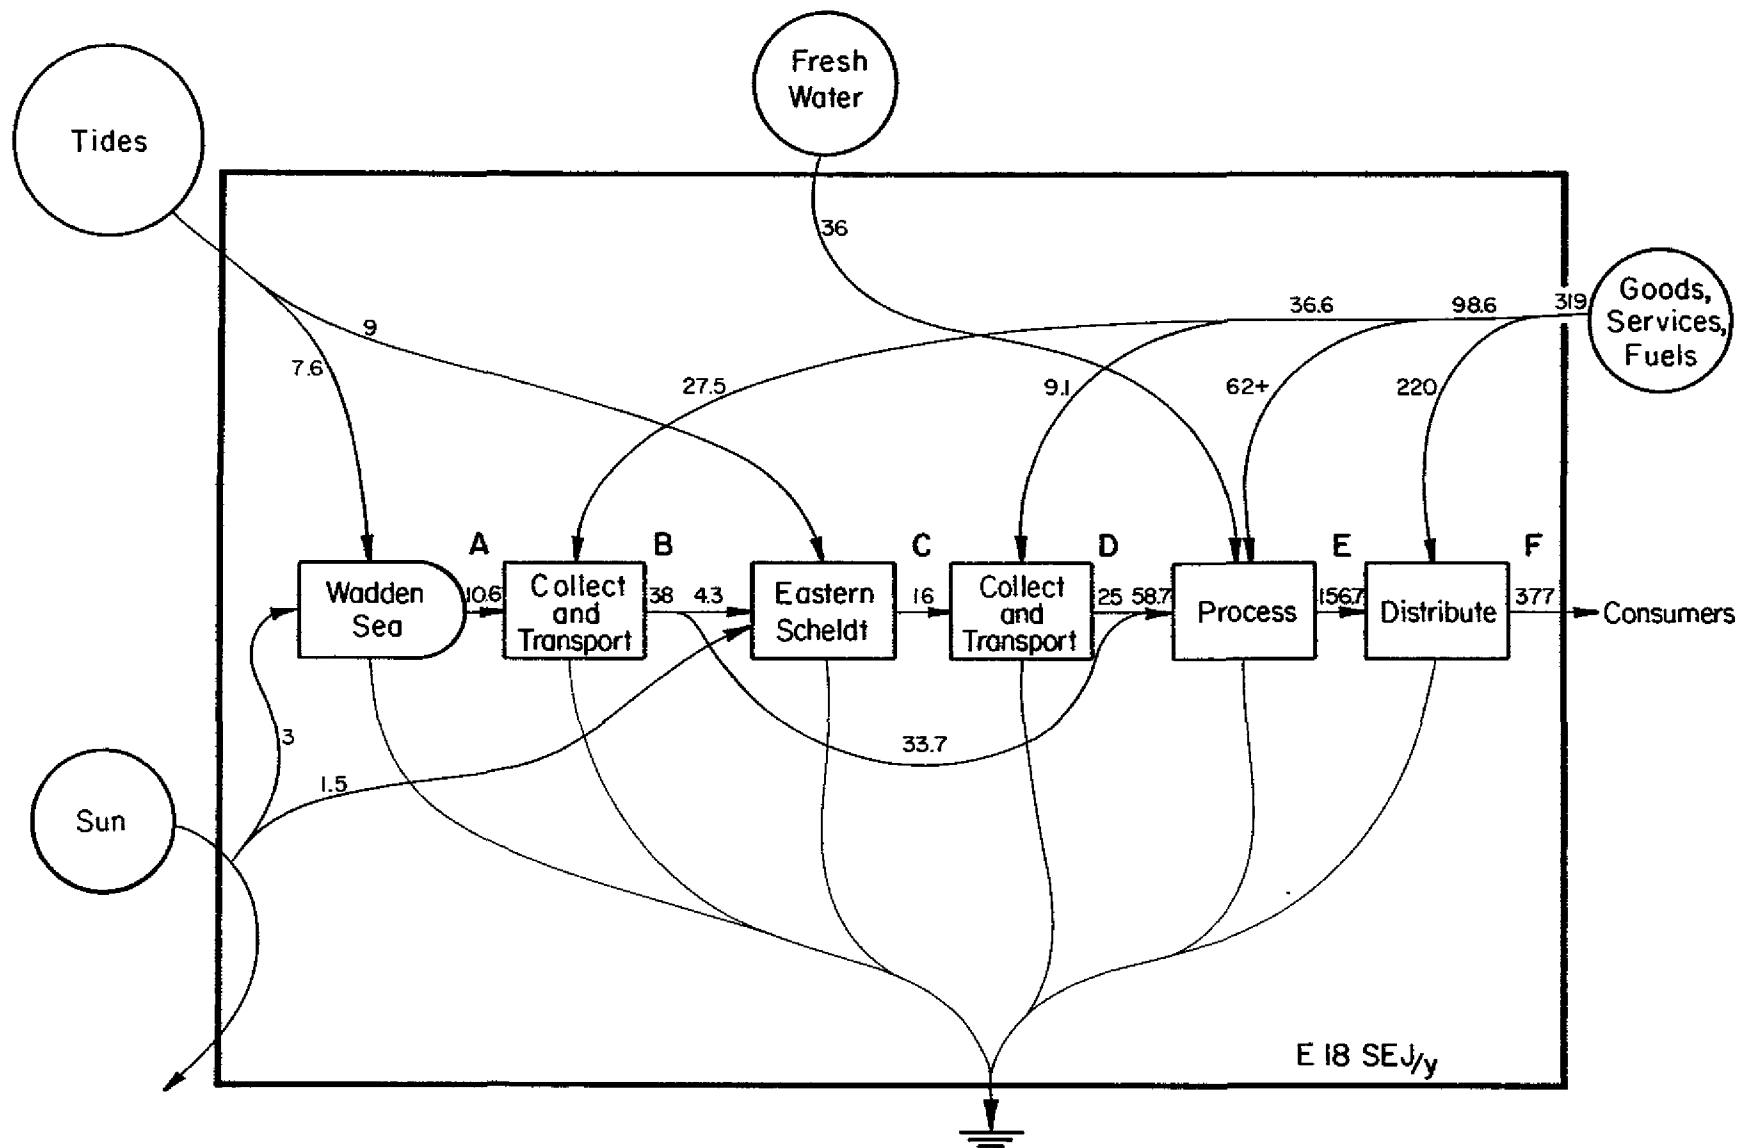 Fresh
Water
Tides
36
Goods,
Services,
Fuels
319
98.6
36.6
9
7.6
27.5
9.1
62+
220
A
B
C
D
E
F
Wadden
Sea
10.6
Collect
and
Transport
38
4.3
Eastern
Scheldt
16
Collect
and
Transport
25
58.7
Process
156.7
Distribute
377
Consumers
3
33.7
1.5
Sun
E 18 SEJ/y